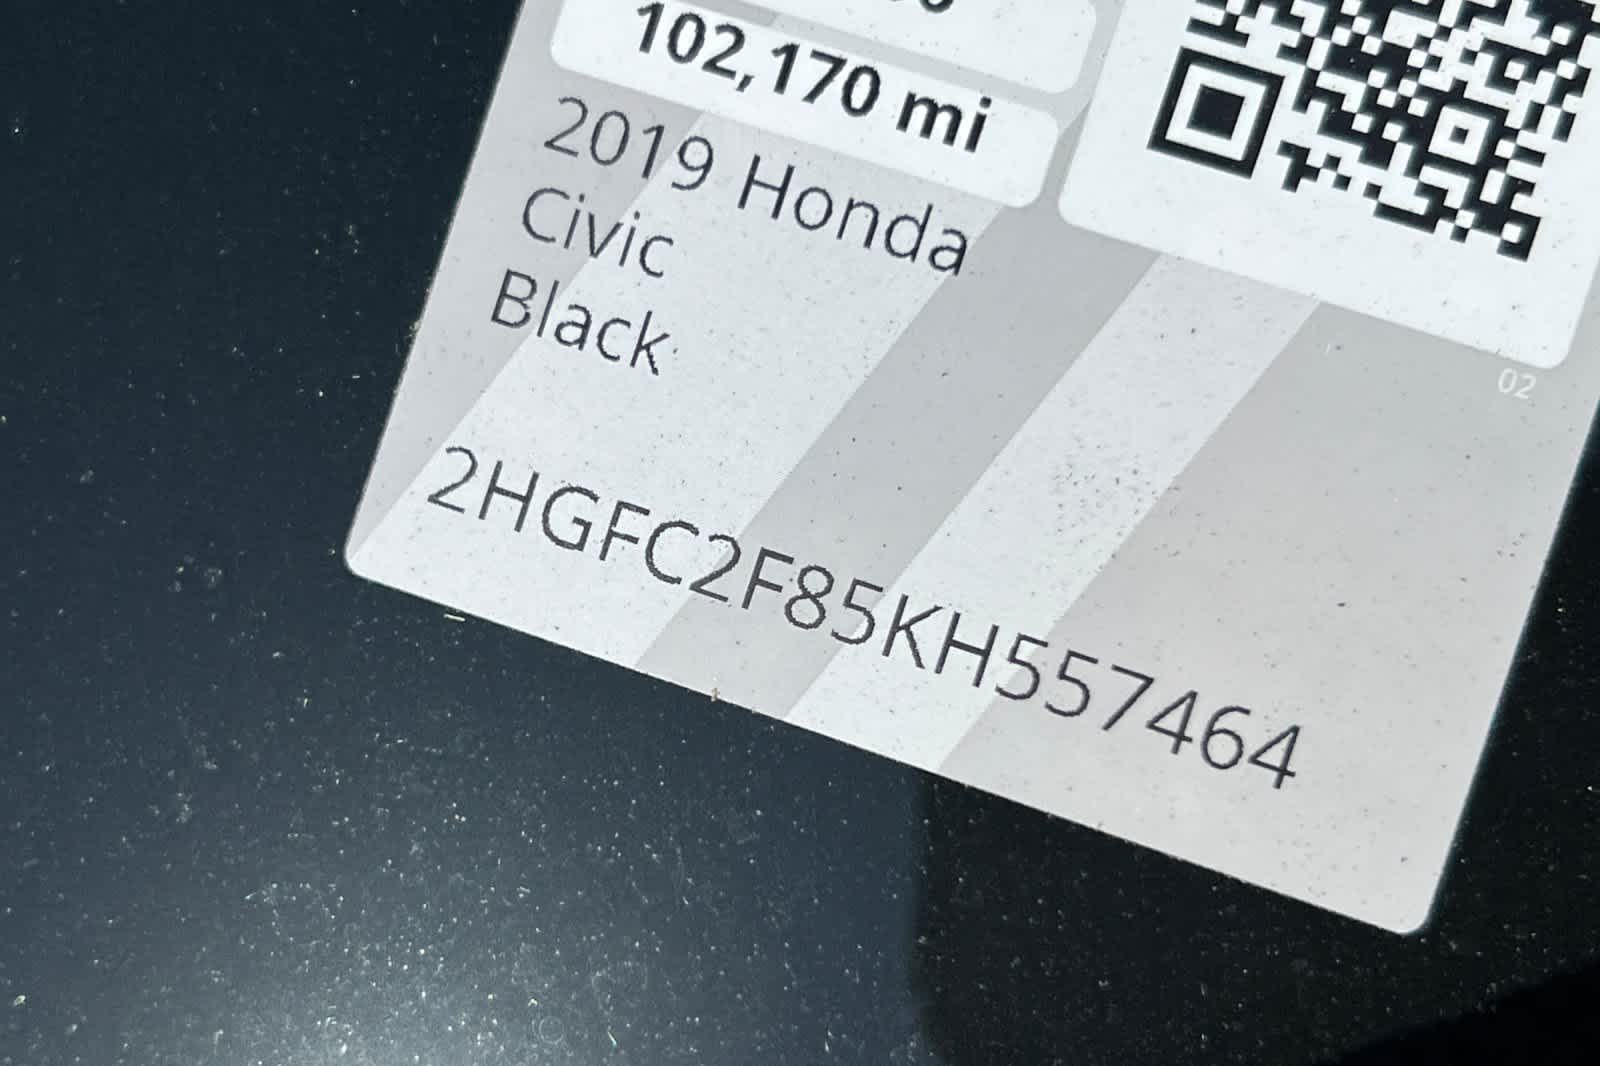 102,170 mi
2019 Honda
Civic
Black
02
2HGFC2F85KH557464